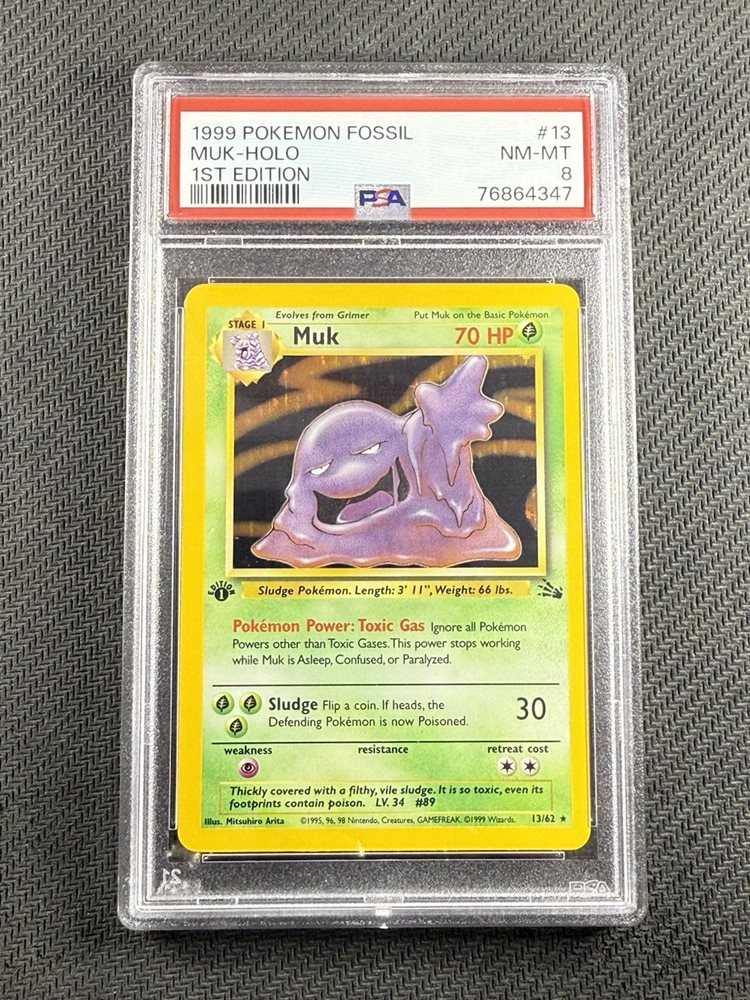 1999 POKEMON FOSSIL #13
MUK-HOLO NM-MT
1ST EDITION 8
PSA 76864347
Evolves from Grimer Put Muk on the Basic Pokémon
STAGE 1 Muk 70 HP
EDITION
1
Sludge Pokémon. Length: 3' 11", Weight: 66 lbs.
Pokémon Power: Toxic Gas Ignore all Pokémon
Powers other than Toxic Gases. This power stops working
while Muk is Asleep, Confused, or Paralyzed.
Sludge Flip a coin. If heads, the
Defending Pokémon is now Poisoned. 30
weakness resistance retreat cost
Thickly covered with a filthy, vile sludge. It is so toxic, even its
footprints contain poison. LV. 34 #89
Illus. Mitsuhiro Arita ©1995, 96, 98 Nintendo, Creatures, GAMEFREAK. ©1999 Wizards. 13/62 ★
PSA